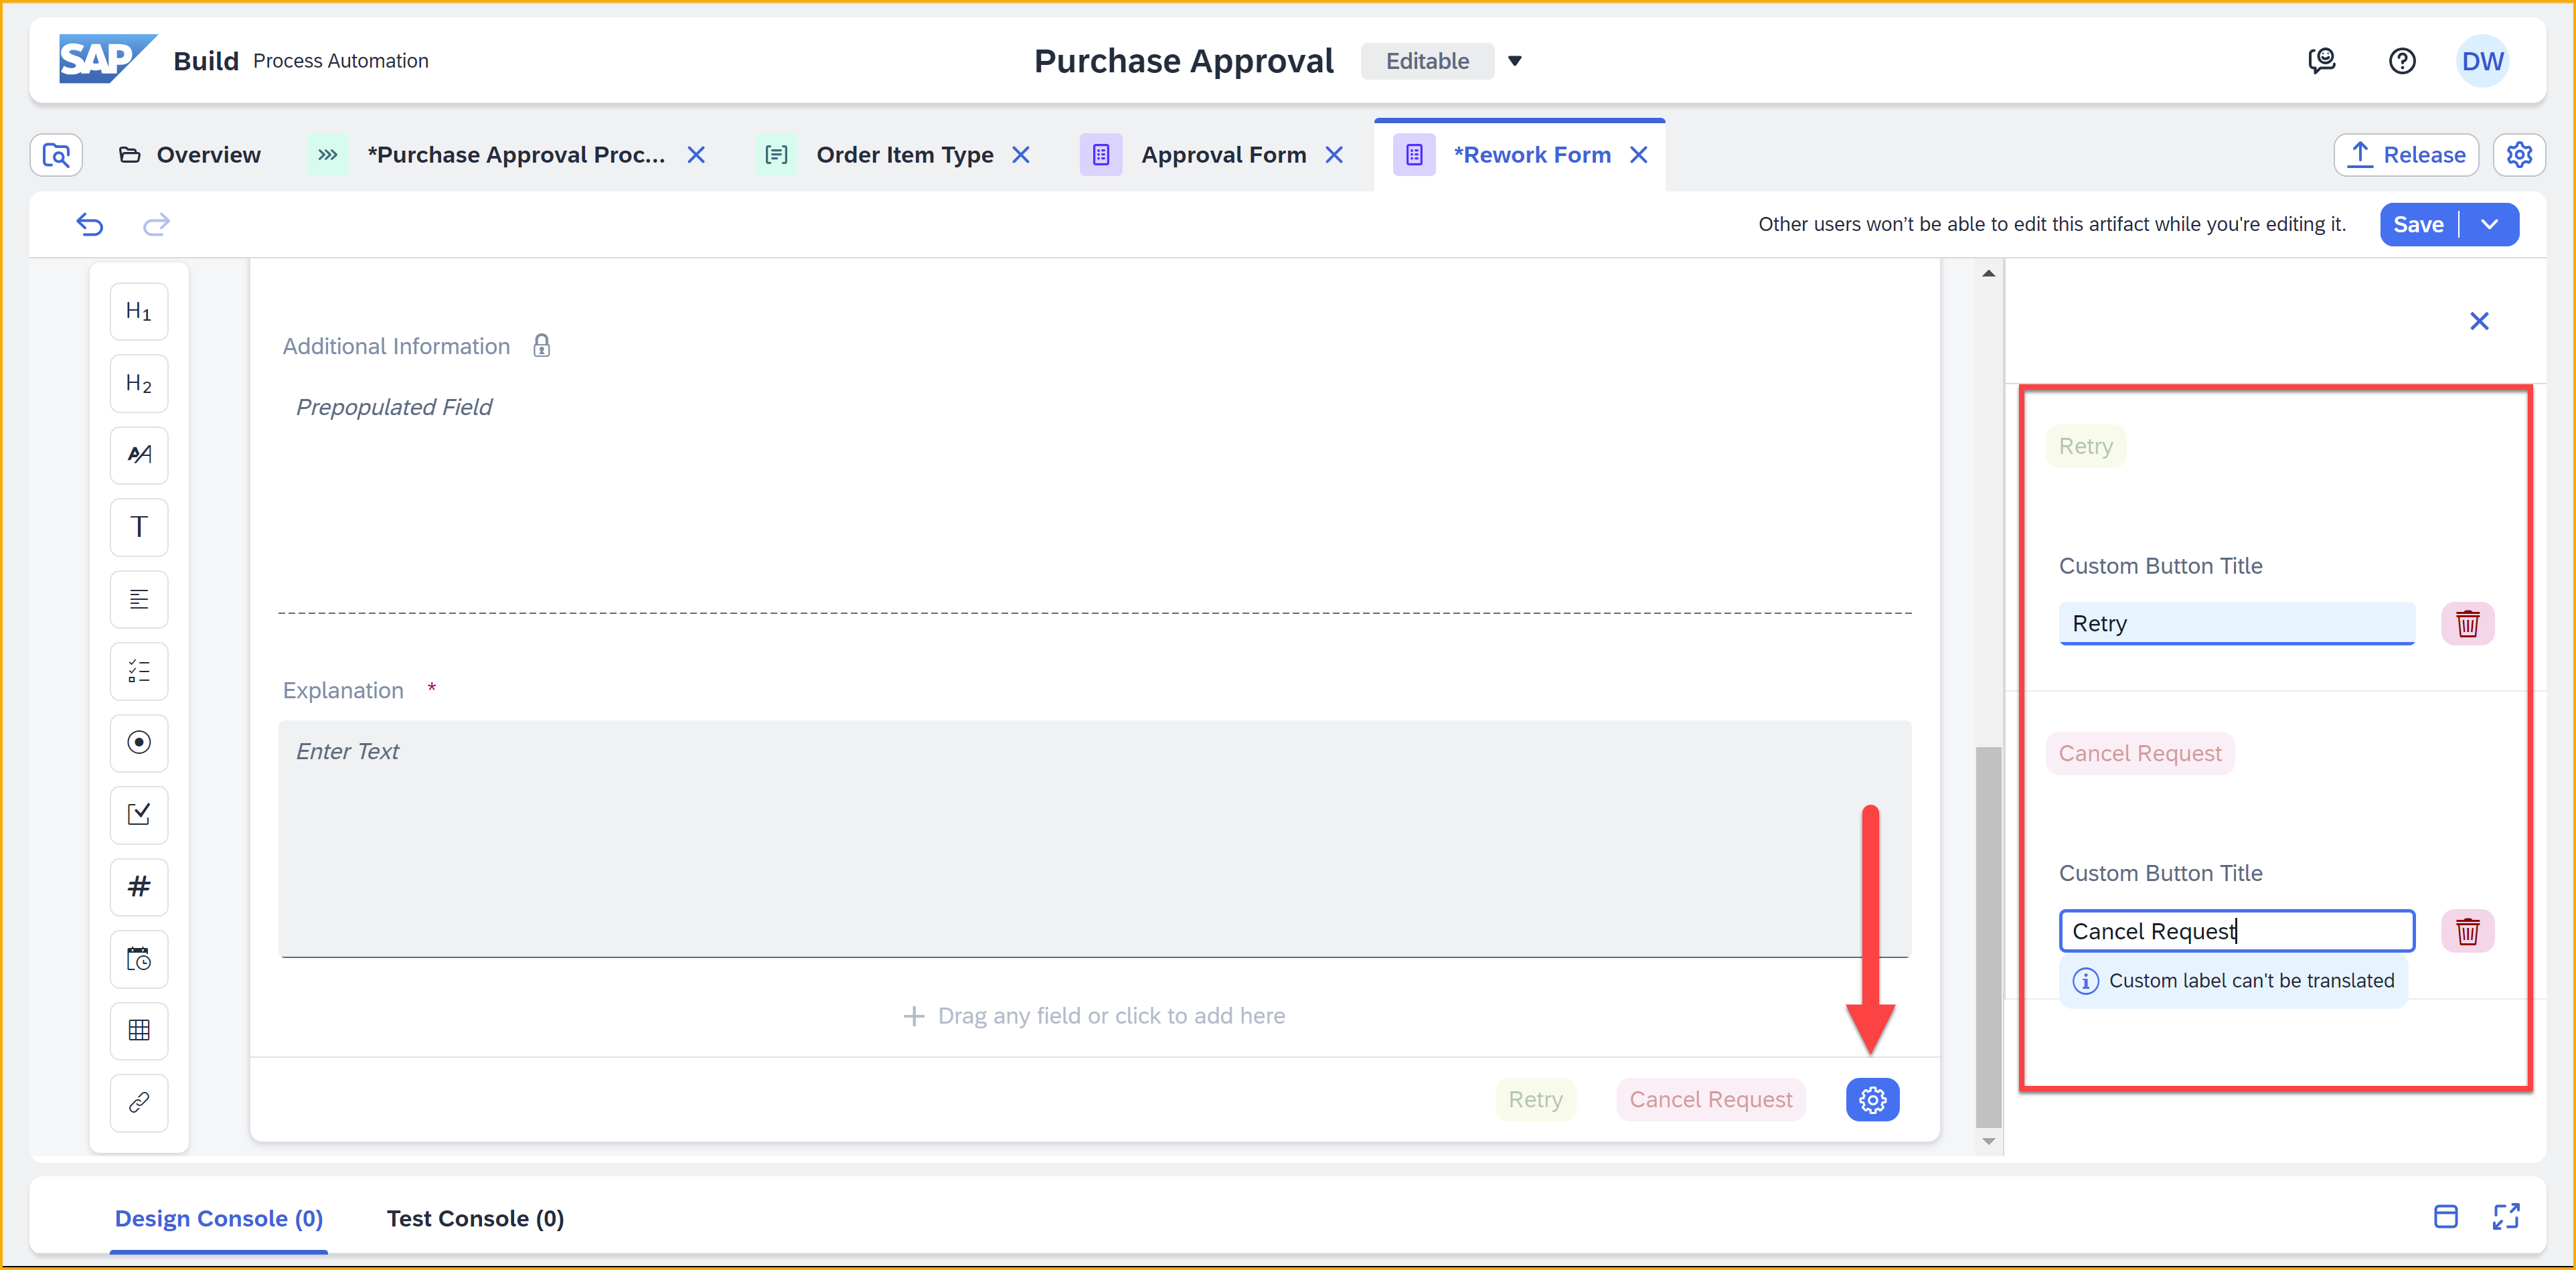 SAP Build Process Automation
Purchase Approval Editable
DW
Overview
*Purchase Approval Proc...
Order Item Type
Approval Form
*Rework Form
Release
Other users won’t be able to edit this artifact while you're editing it.
Save
H1
H2
AA
T
#
Additional Information
Prepopulated Field
Explanation *
Enter Text
+ Drag any field or click to add here
Retry
Cancel Request
Retry
Custom Button Title
Retry
Cancel Request
Custom Button Title
Cancel Request
Custom label can't be translated
Design Console (0)
Test Console (0)